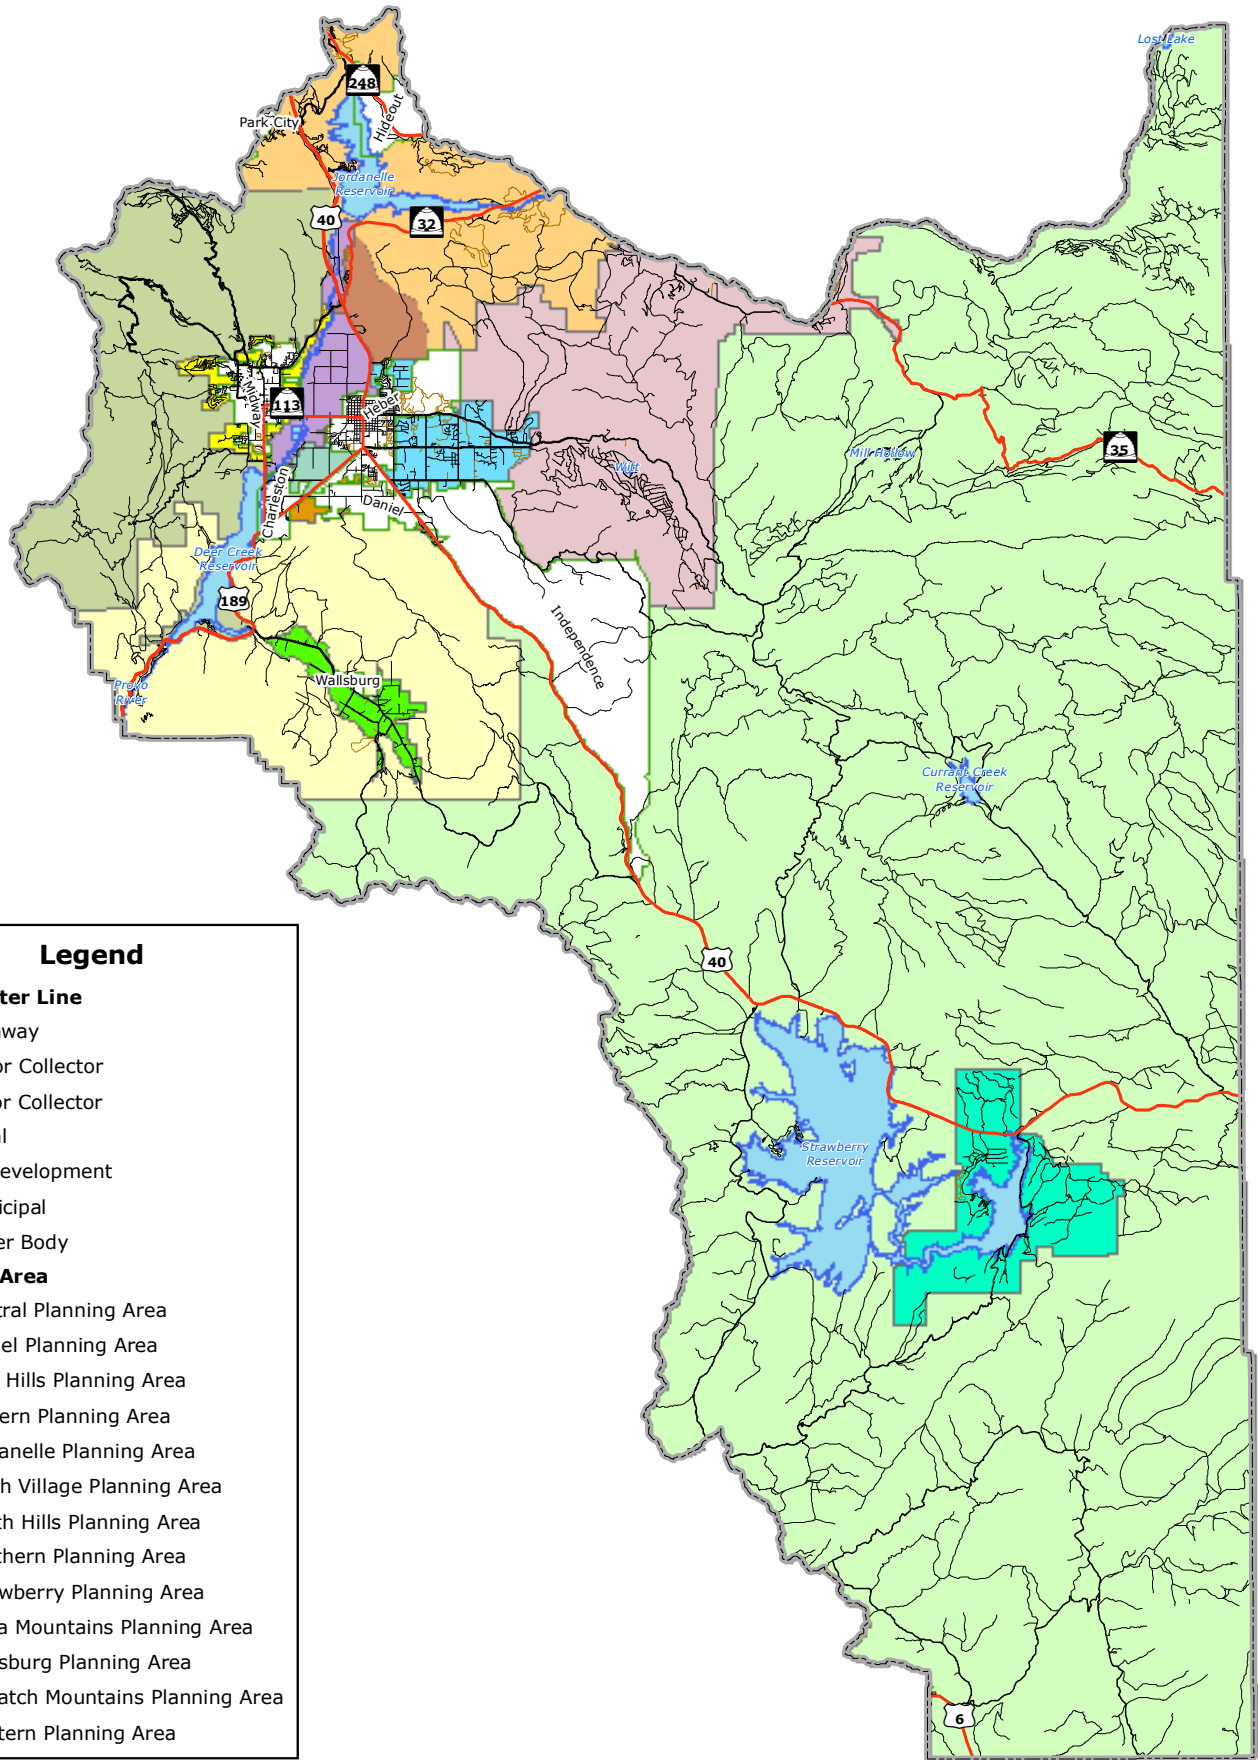 Lost Lake
248
Hideout
Park City
Jordanelle
Reservoir
40
32
Midway
113
Heber
Witt
Mill Hollow
35
Charleston
Daniel
Deer Creek
Reservoir
189
Independence
Wallsburg
Provo
River
Currant Creek
Reservoir
40
Strawberry
Reservoir
6
Legend
ter Line
way
or Collector
or Collector
l
evelopment
icipal
er Body
Area
tral Planning Area
el Planning Area
Hills Planning Area
ern Planning Area
anelle Planning Area
h Village Planning Area
th Hills Planning Area
thern Planning Area
wberry Planning Area
a Mountains Planning Area
sburg Planning Area
atch Mountains Planning Area
tern Planning Area